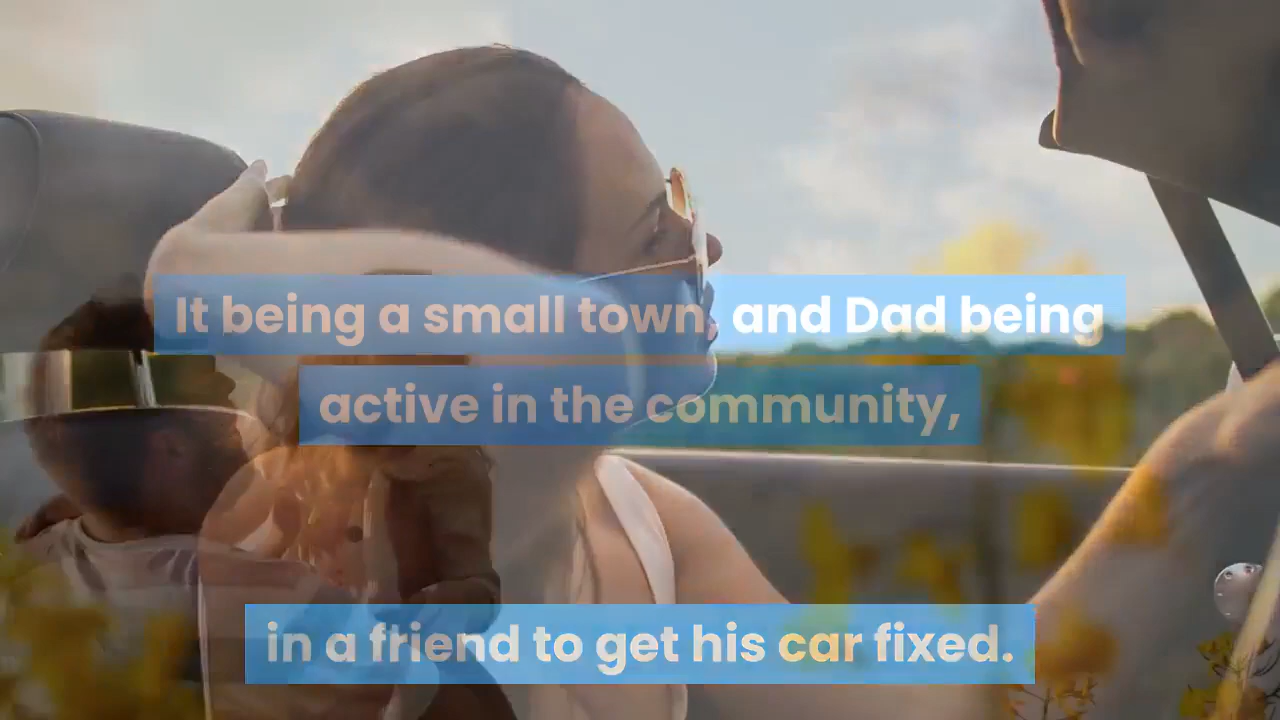 It being a small town, and Dad being
active in the community,
in a friend to get his car fixed.